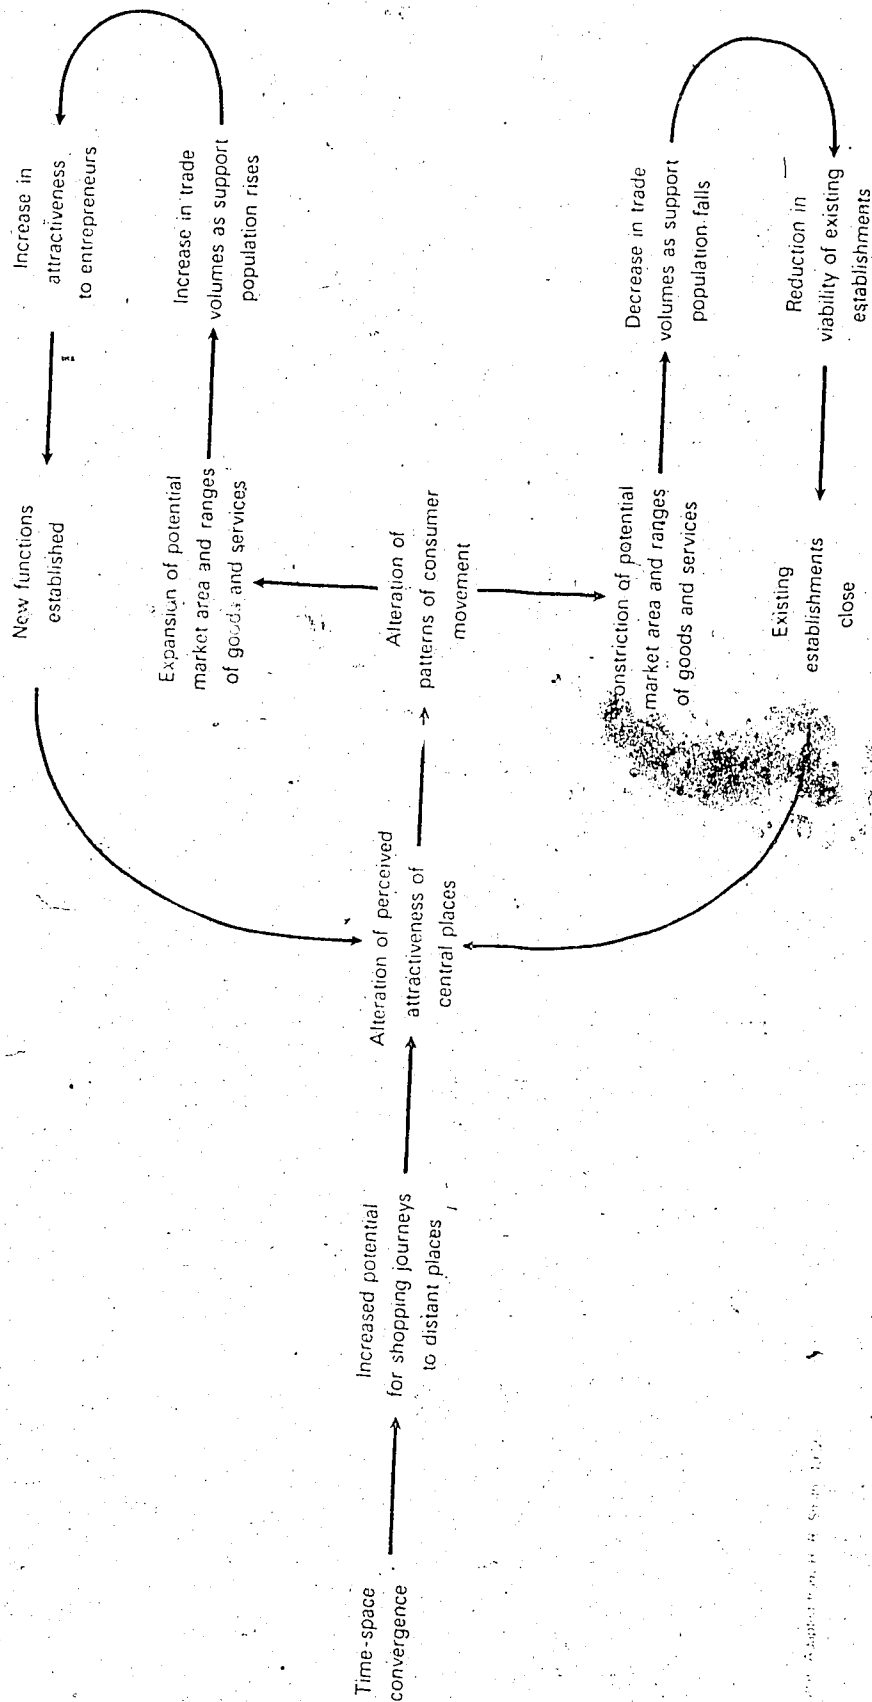 Time-space
convergence
Increased potential
for shopping journeys
to distant places
Alteration of perceived
attractiveness of
central places
Alteration of
patterns of consumer
movement
Expansion of potential
market area and ranges
of goods and services
Increase in trade
volumes as support
population rises
Increase in
attractiveness
to entrepreneurs
New functions
established
onstriction of potential
market area and ranges
of goods and services
Decrease in trade
volumes as support
population falls
Reduction in
viability of existing
establishments
Existing
establishments
close